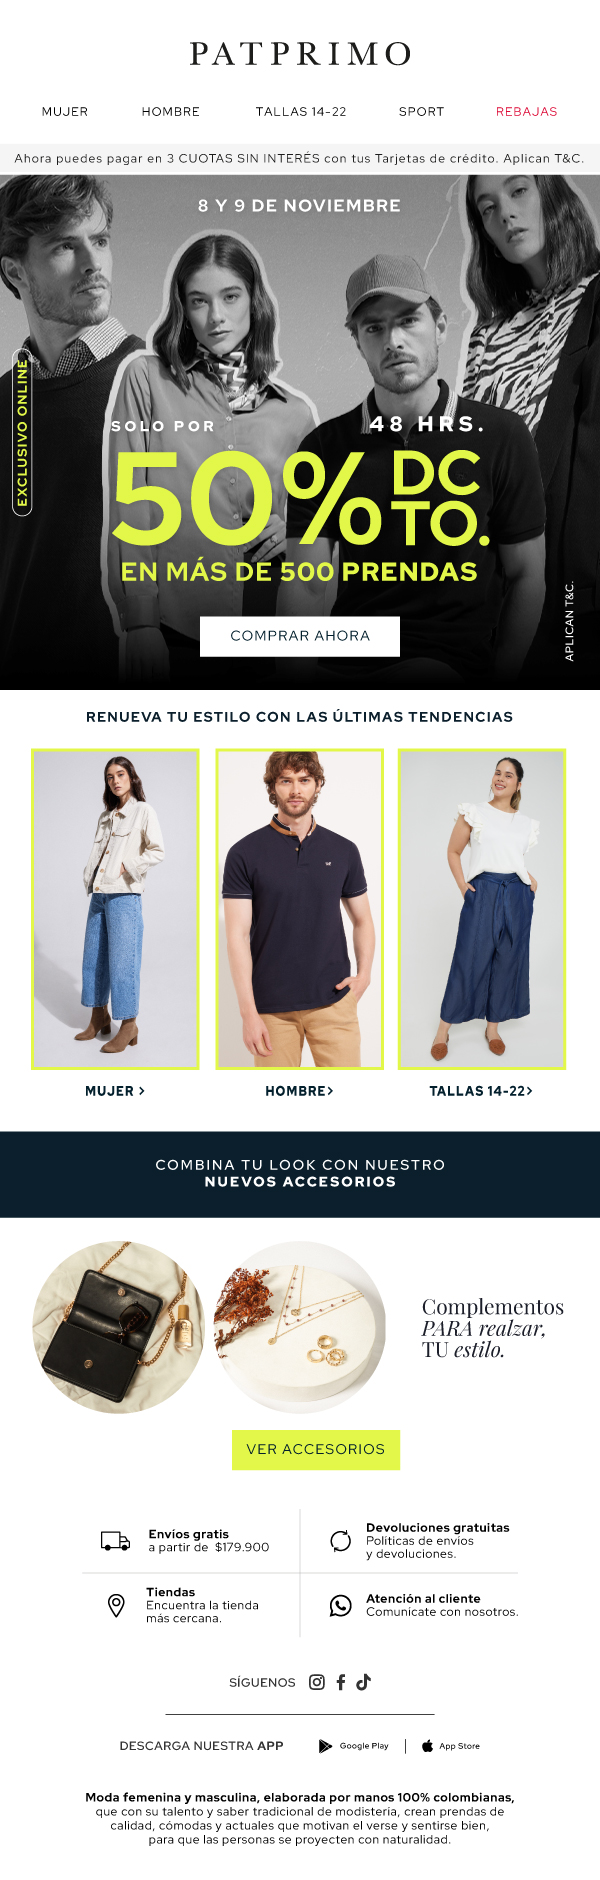 PATPRIMO
MUJER HOMBRE TALLAS 14-22 SPORT REBAJAS
Ahora puedes pagar en 3 CUOTAS SIN INTERÉS con tus Tarjetas de crédito. Aplican T&C.
8 Y 9 DE NOVIEMBRE
EXCLUSIVO ONLINE
SOLO POR 48 HRS.
50% DC
TO.
EN MÁS DE 500 PRENDAS
APLICAN T&C.
COMPRAR AHORA
RENUEVA TU ESTILO CON LAS ÚLTIMAS TENDENCIAS
MUJER > HOMBRE> TALLAS 14-22>
COMBINA TU LOOK CON NUESTRO
NUEVOS ACCESORIOS
Complementos
PARA realzar,
TU estilo.
VER ACCESORIOS
Envíos gratis
a partir de $179.900
Devoluciones gratuitas
Políticas de envíos
y devoluciones.
Tiendas
Encuentra la tienda
más cercana.
Atención al cliente
Comunícate con nosotros.
SÍGUENOS
DESCARGA NUESTRA APP Google Play | App Store
Moda femenina y masculina, elaborada por manos 100% colombianas,
que con su talento y saber tradicional de modistería, crean prendas de
calidad, cómodas y actuales que motivan el verse y sentirse bien,
para que las personas se proyecten con naturalidad.